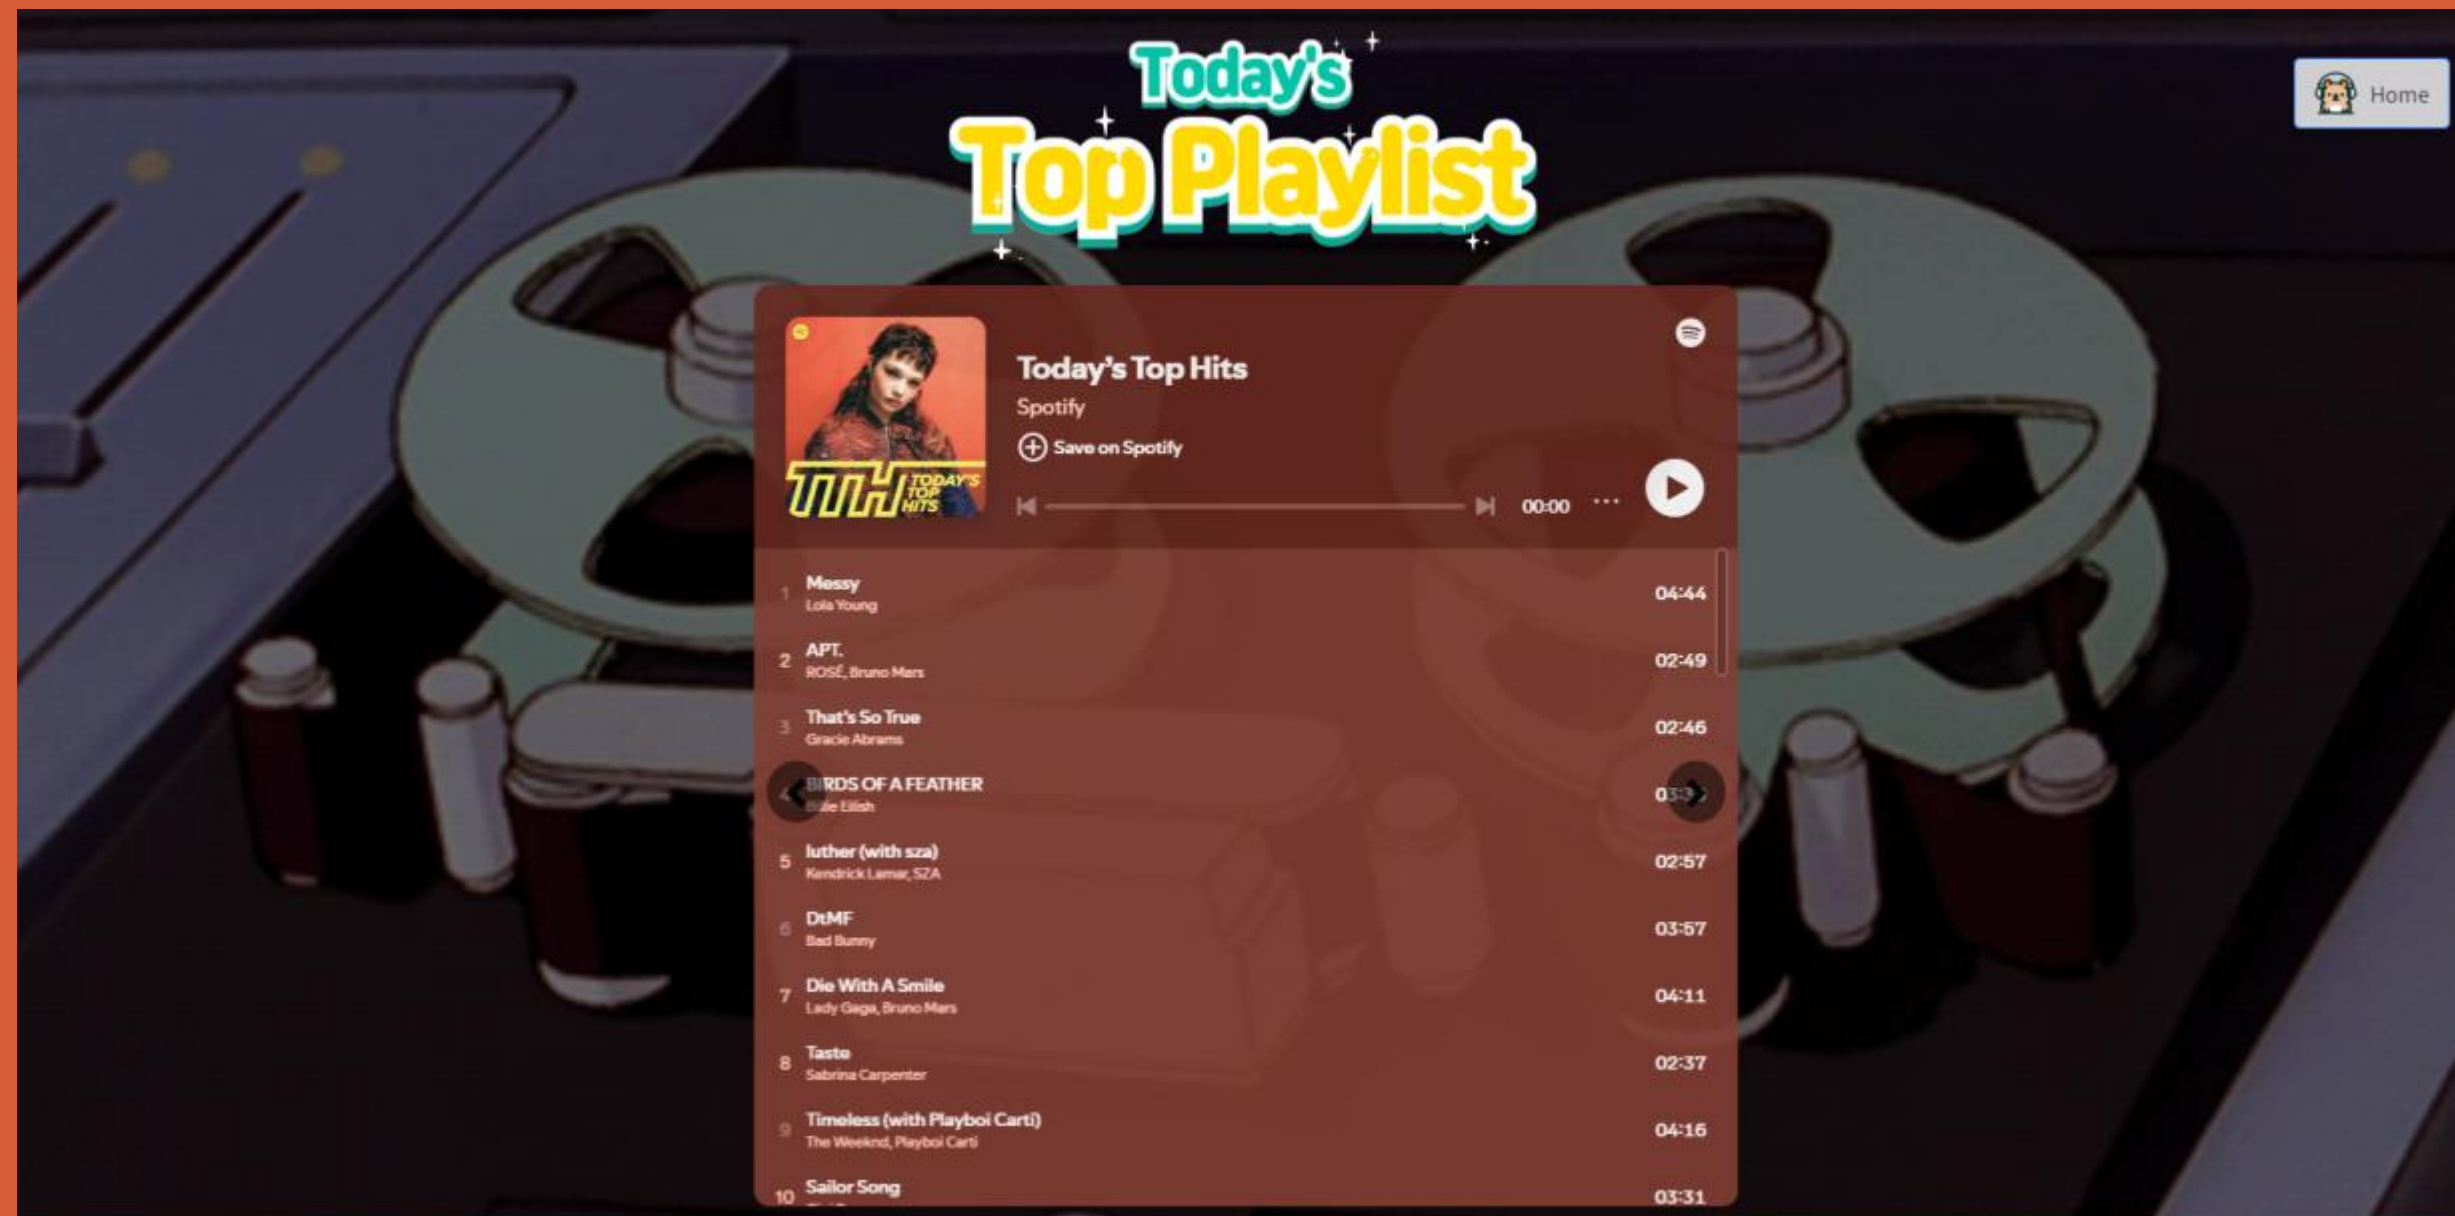 Today's
Top Playlist
Home
Today's Top Hits
Spotify
Save on Spotify
TTH TODAY'S
TOP
HITS
00:00
1 Messy 04:44
Lola Young
2 APT. 02:49
ROSÉ, Bruno Mars
3 That's So True 02:46
Gracie Abrams
4 BIRDS OF A FEATHER
Billie Eilish
5 luther (with sza) 02:57
Kendrick Lamar, SZA
6 DtMF 03:57
Bad Bunny
7 Die With A Smile 04:11
Lady Gaga, Bruno Mars
8 Taste 02:37
Sabrina Carpenter
9 Timeless (with Playboi Carti) 04:16
The Weeknd, Playboi Carti
10 Sailor Song 03:31